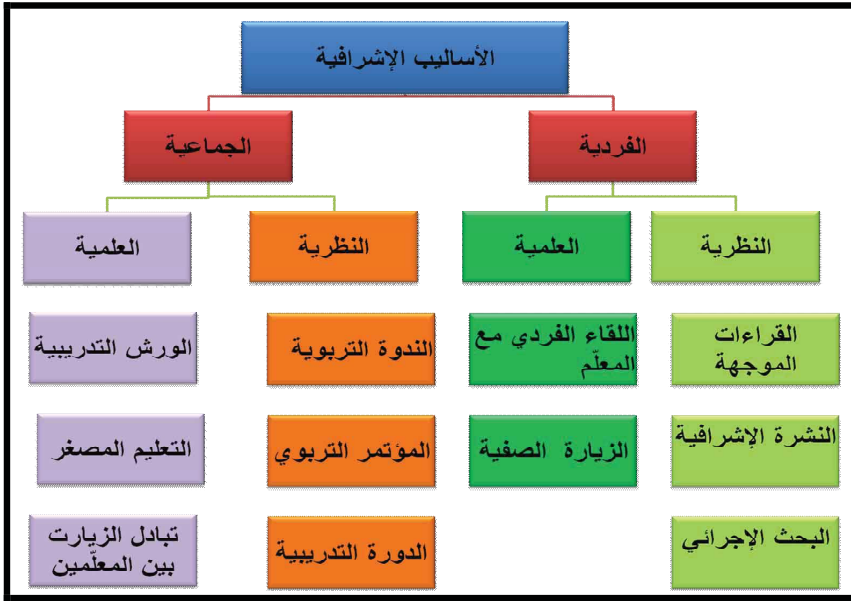 الأساليب الإشرافية
الفردية
الجماعية
النظرية
العلمية
النظرية
العلمية
القراءات
الموجهة
اللقاء الفردي مع
المعلّم
الندوة التربوية
الورش التدريبية
النشرة الإشرافية
الزيارة الصفية
المؤتمر التربوي
التعليم المصغر
البحث الإجرائي
الدورة التدريبية
تبادل الزيارت
بين المعلّمين